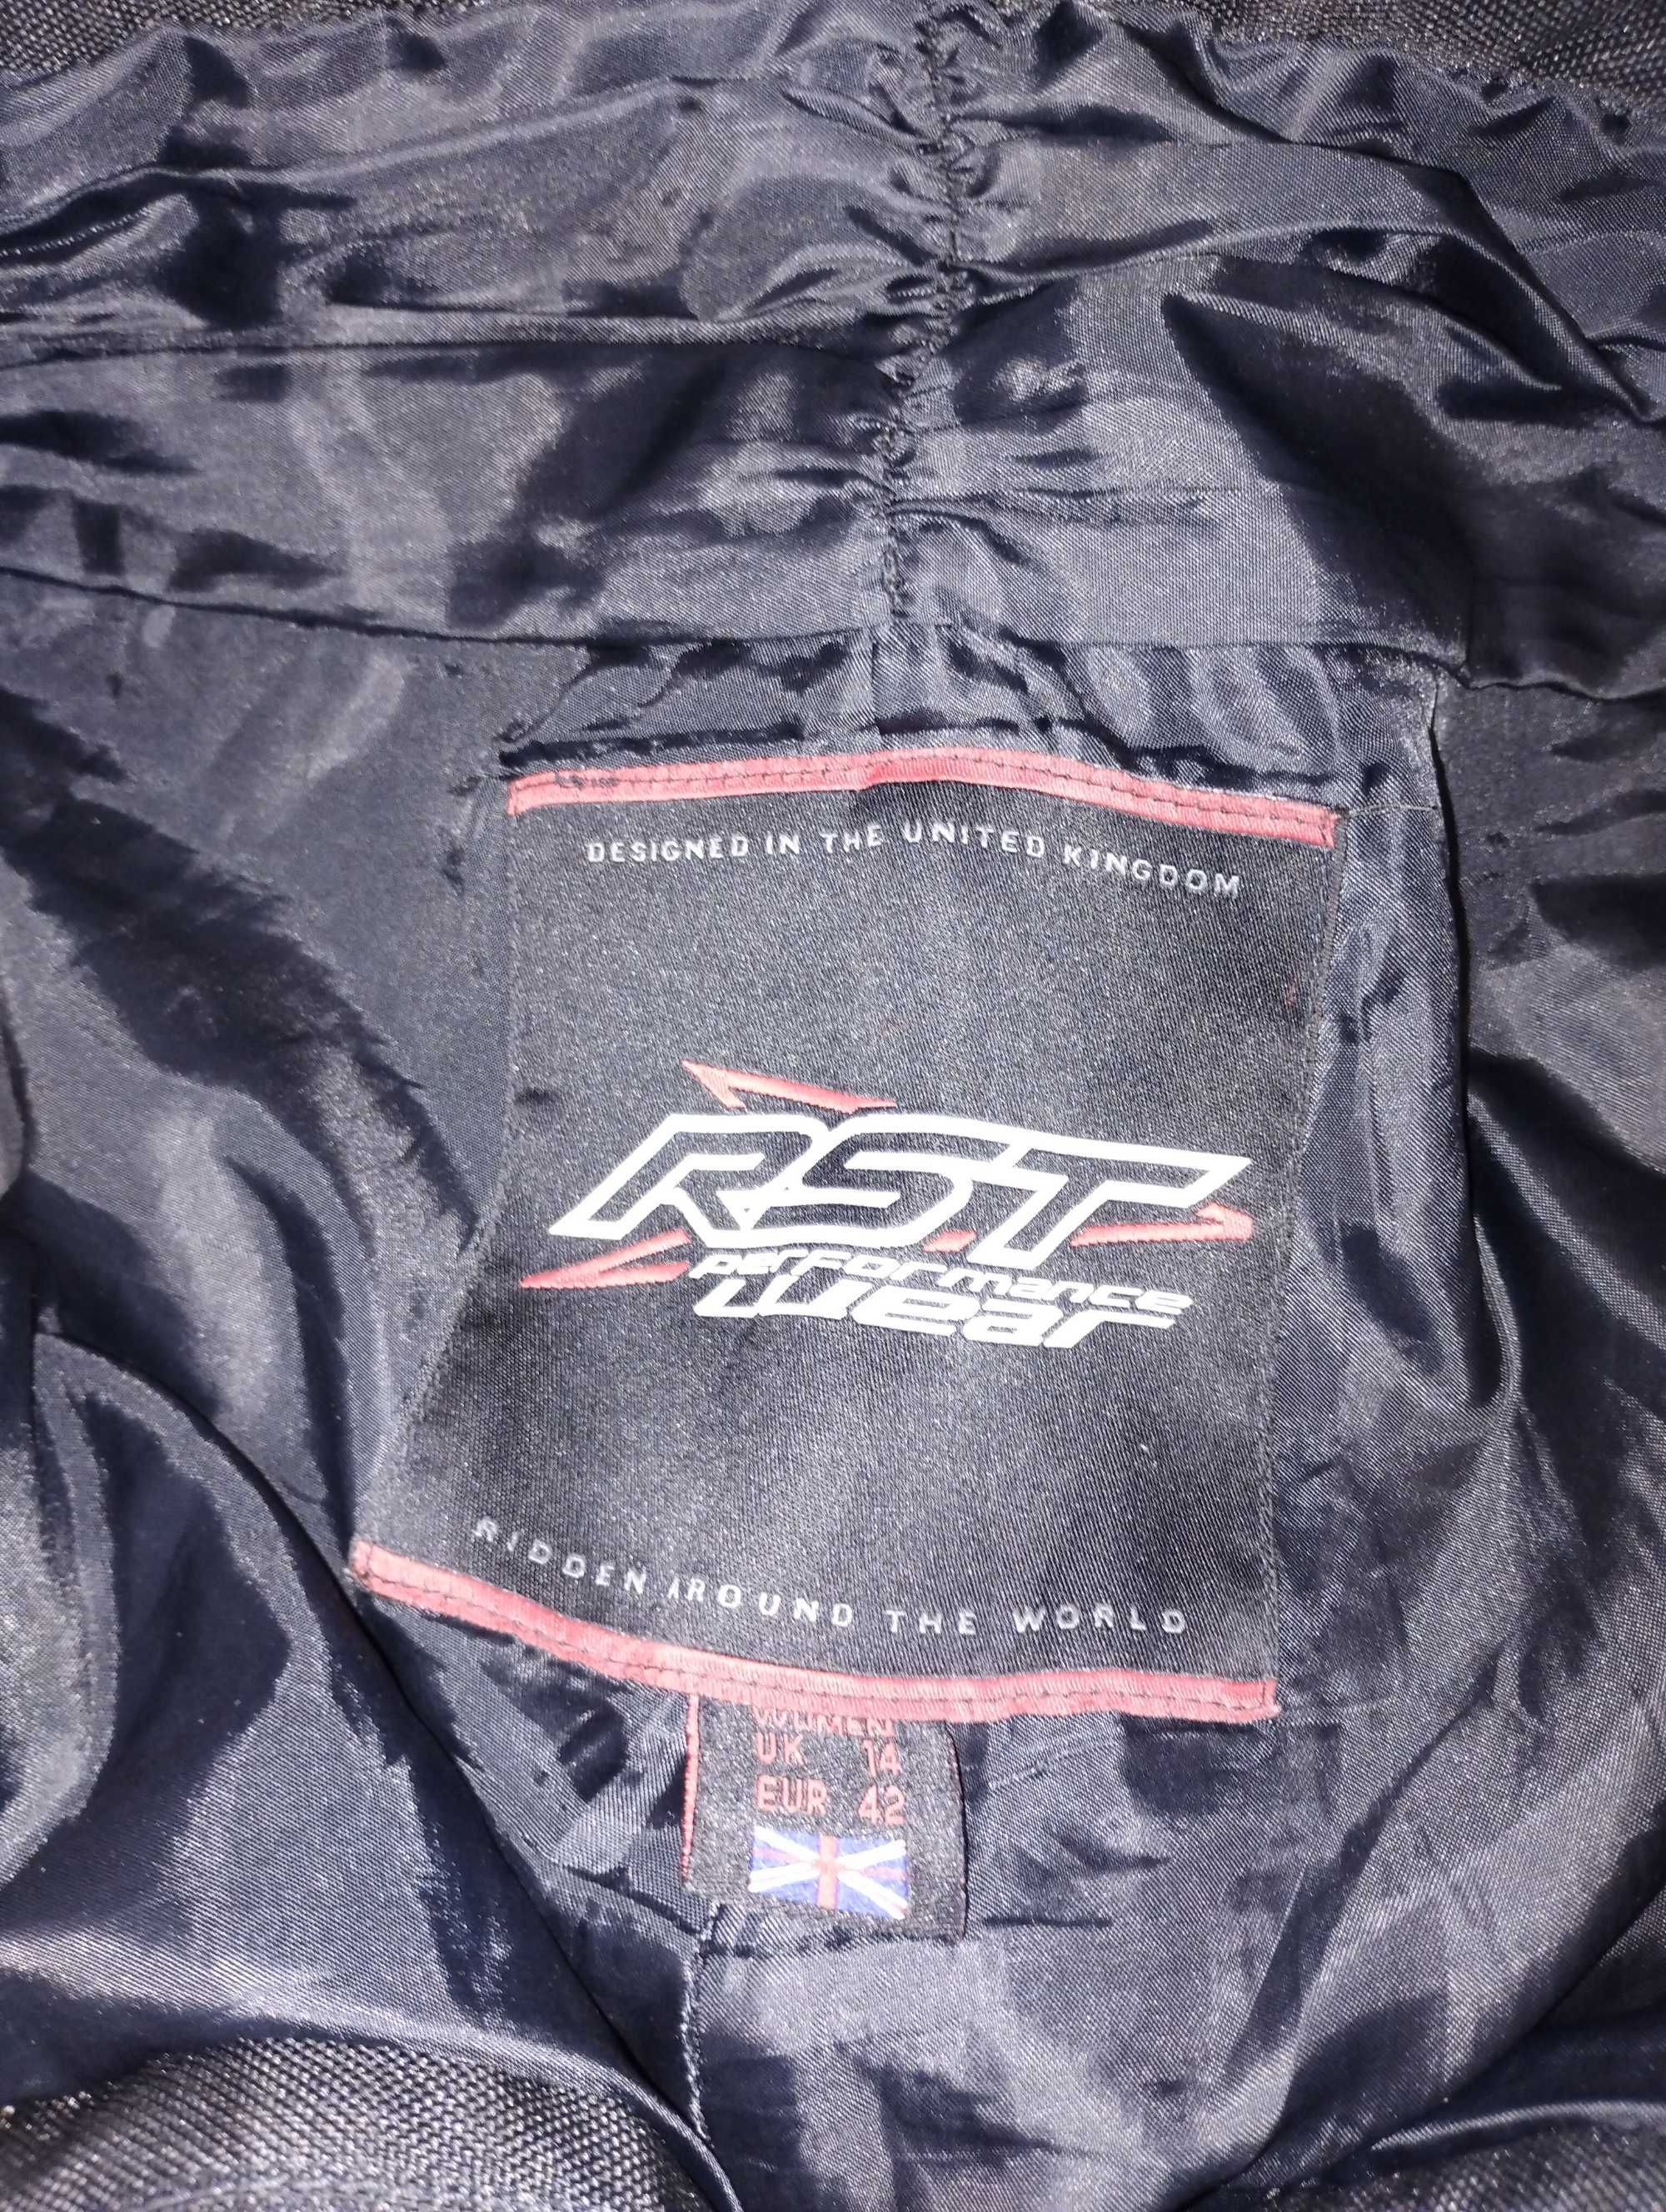 DESIGNED IN THE UNITED KINGDOM
RST
performance
wear
RIDDEN AROUND THE WORLD
WOMEN
UK 14
EUR 42